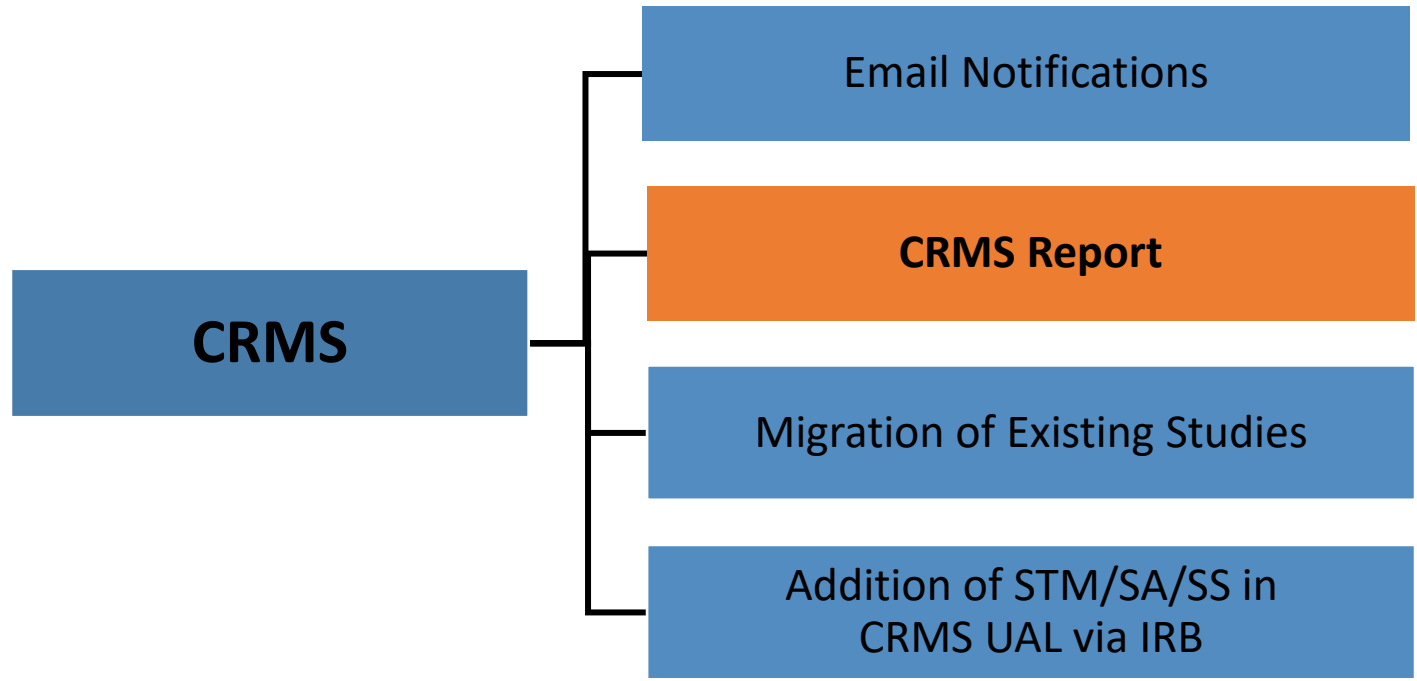 Email Notifications
CRMS Report
CRMS
Migration of Existing Studies
Addition of STM/SA/SS in
CRMS UAL via IRB